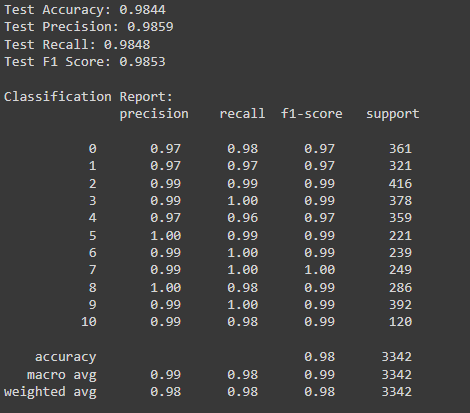 Test Accuracy: 0.9844
Test Precision: 0.9859
Test Recall: 0.9848
Test F1 Score: 0.9853

Classification Report:
              precision    recall  f1-score   support

           0       0.97      0.98      0.97       361
           1       0.97      0.97      0.97       321
           2       0.99      0.99      0.99       416
           3       0.99      1.00      0.99       378
           4       0.97      0.96      0.97       359
           5       1.00      0.99      0.99       221
           6       0.99      1.00      0.99       239
           7       0.99      1.00      1.00       249
           8       1.00      0.98      0.99       286
           9       0.99      1.00      0.99       392
          10       0.99      0.98      0.99       120

    accuracy                           0.98      3342
   macro avg       0.99      0.98      0.99      3342
weighted avg       0.98      0.98      0.98      3342